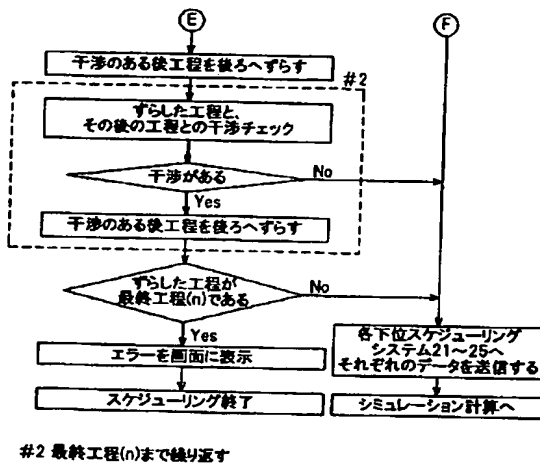 E
F
干渉のある後工程を後ろへずらす
#2
ずらした工程と、
その後の工程との干渉チェック
干渉がある
No
Yes
干渉のある後工程を後ろへずらす
ずらした工程が
最終工程(n)である
No
Yes
エラーを画面に表示
各下位スケジューリング
システム21〜25へ
それぞれのデータを送信する
スケジューリング終了
シミュレーション計算へ
#2 最終工程(n)まで繰り返す